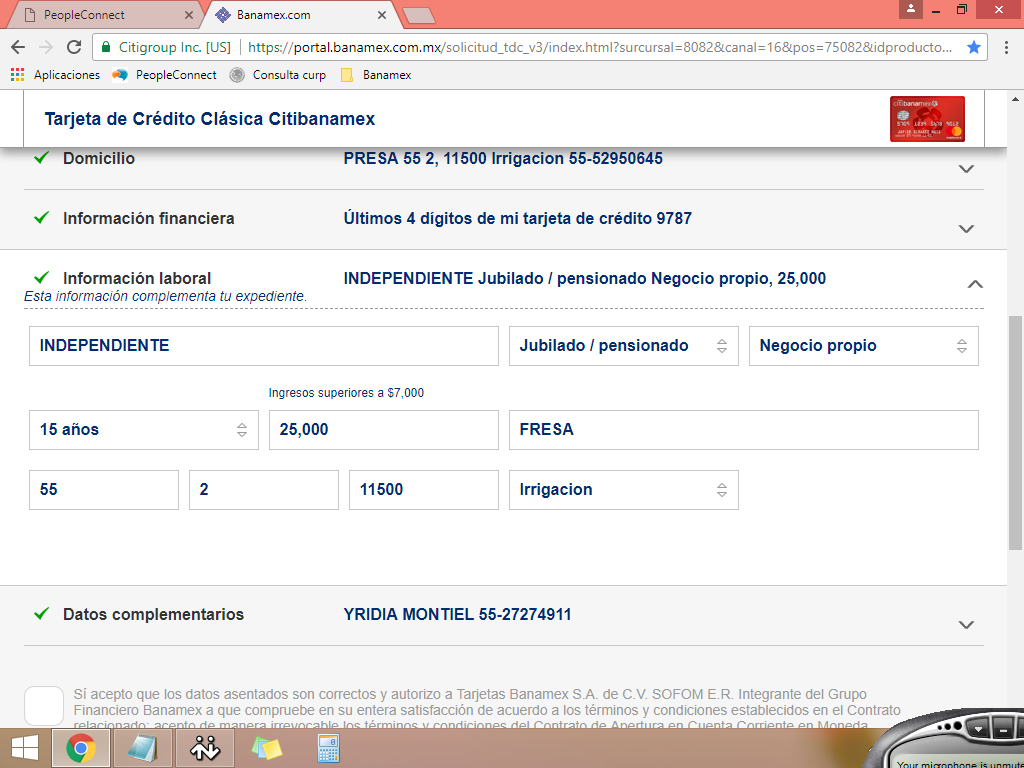 PeopleConnect
Banamex.com
Citigroup Inc. [US]
https://portal.banamex.com.mx/solicitud_tdc_v3/index.html?surcursal=8082&canal=16&pos=75082&idproducto...
Aplicaciones
PeopleConnect
Consulta curp
Banamex
Tarjeta de Crédito Clásica Citibanamex
citibanamex
Domicilio
PRESA 55 2, 11500 Irrigacion 55-52950645
Información financiera
Últimos 4 dígitos de mi tarjeta de crédito 9787
Información laboral
INDEPENDIENTE Jubilado / pensionado Negocio propio, 25,000
Esta información complementa tu expediente.
INDEPENDIENTE
Jubilado / pensionado
Negocio propio
Ingresos superiores a $7,000
15 años
25,000
FRESA
55
2
11500
Irrigacion
Datos complementarios
YRIDIA MONTIEL 55-27274911
Sí acepto que los datos asentados son correctos y autorizo a Tarjetas Banamex S.A. de C.V. SOFOM E.R. Integrante del Grupo
Financiero Banamex a que compruebe en su entera satisfacción de acuerdo a los términos y condiciones establecidos en el Contrato
relacionado; acepto de manera irrevocable los términos y condiciones del Contrato de Apertura en Cuenta Corriente en Moneda
Your microphone is unmute